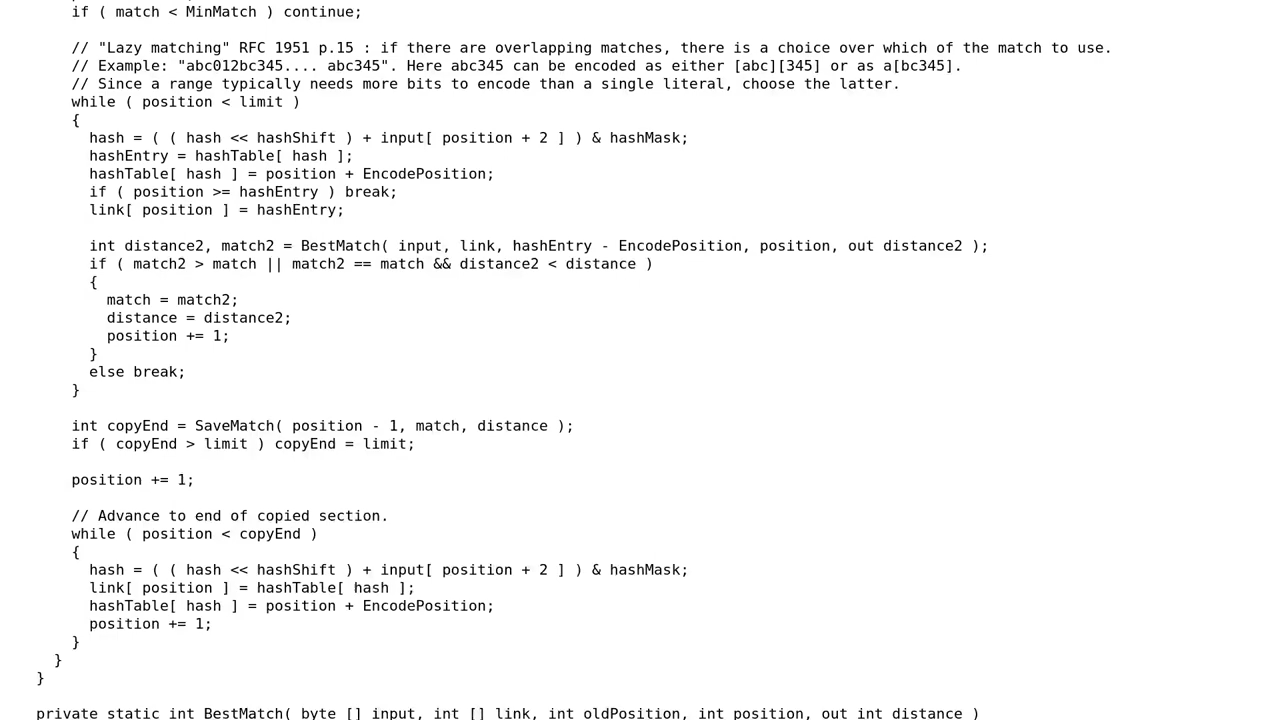 if ( match < MinMatch ) continue;
// "Lazy matching" RFC 1951 p.15 : if there are overlapping matches, there is a choice over which of the match to use.
// Example: "abc012bc345.... abc345". Here abc345 can be encoded as either [abc][345] or as a[bc345].
// Since a range typically needs more bits to encode than a single literal, choose the latter.
while ( position < limit )
{
hash = ( ( hash << hashShift ) + input[ position + 2 ] ) & hashMask;
hashEntry = hashTable[ hash ];
hashTable[ hash ] = position + EncodePosition;
if ( position >= hashEntry ) break;
link[ position ] = hashEntry;
int distance2, match2 = BestMatch( input, link, hashEntry - EncodePosition, position, out distance2 );
if ( match2 > match || match2 == match && distance2 < distance )
{
match = match2;
distance = distance2;
position += 1;
}
else break;
}
int copyEnd = SaveMatch( position - 1, match, distance );
if ( copyEnd > limit ) copyEnd = limit;
position += 1;
// Advance to end of copied section.
while ( position < copyEnd )
{
hash = ( ( hash << hashShift ) + input[ position + 2 ] ) & hashMask;
link[ position ] = hashTable[ hash ];
hashTable[ hash ] = position + EncodePosition;
position += 1;
}
}
}
private static int BestMatch( byte [] input, int [] link, int oldPosition, int position, out int distance )